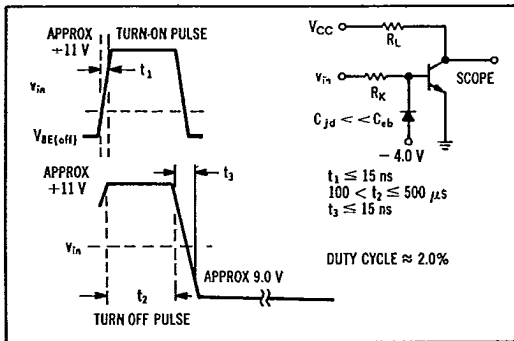 APPROX
+11 V
TURN-ON PULSE
t1
Vin
VBE(off)
APPROX
+11 V
t3
Vin
APPROX 9.0 V
t2
TURN OFF PULSE
VCC
RL
SCOPE
Vin
RK
Cjd < < Ceb
− 4.0 V
t1 ≤ 15 ns
100 < t2 ≤ 500 μs
t3 ≤ 15 ns
DUTY CYCLE ≈ 2.0%